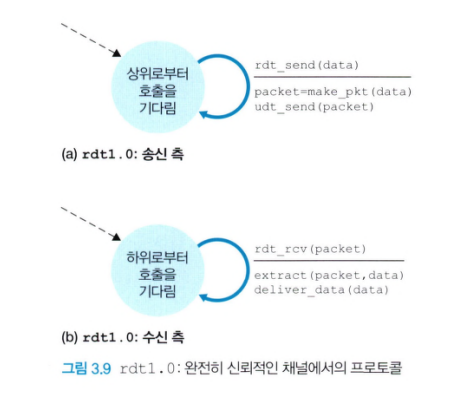 상위로부터
호출을
기다림
rdt_send(data)
packet=make_pkt(data)
udt_send(packet)
(a) rdt1.0: 송신 측
하위로부터
호출을
기다림
rdt_rcv(packet)
extract(packet,data)
deliver_data(data)
(b) rdt1.0: 수신 측
그림 3.9 rdt1.0: 완전히 신뢰적인 채널에서의 프로토콜